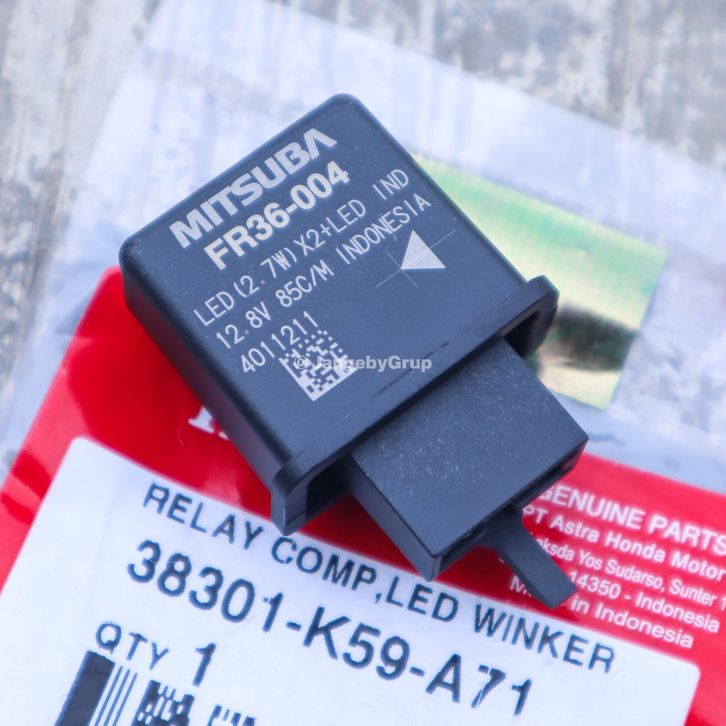 MITSUBA
FR36-004
LED(2.7W)X2+LED IND
12.8V 85C/M INDONESIA
4011211
© JangebyGrup
GENUINE PARTS
PT Astra Honda Motor
Yos Sudarso, Sunter 1
14350 - Indonesia
in Indonesia
RELAY COMP,LED WINKER
38301-K59-A71
QTY 1